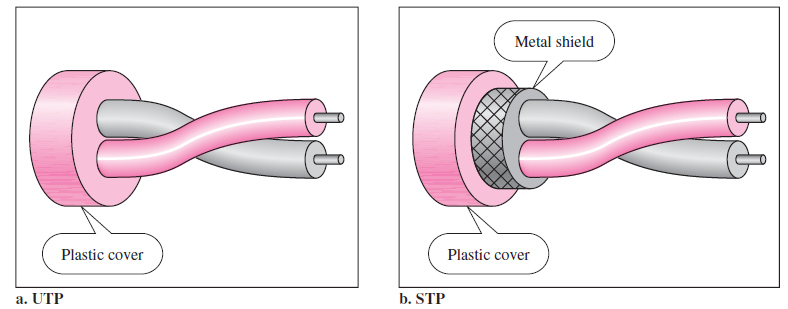 Metal shield
Plastic cover
Plastic cover
a. UTP
b. STP